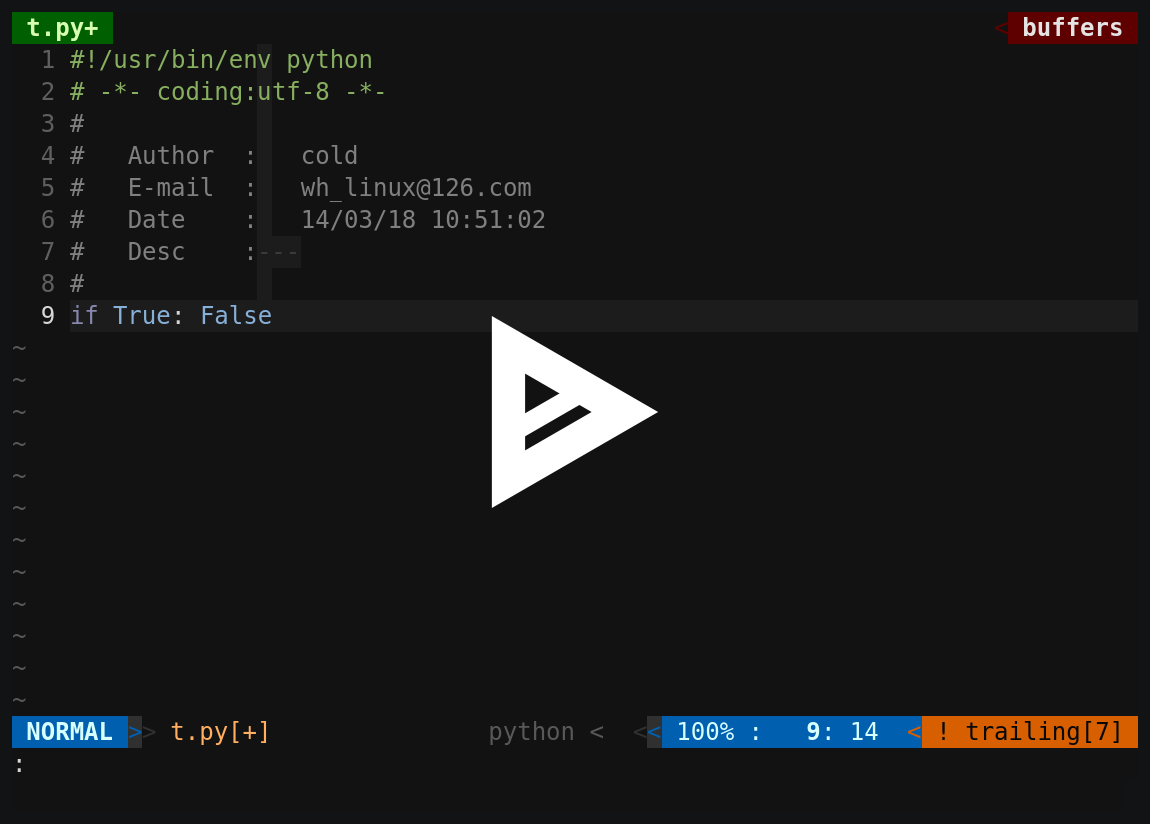 t.py+ < buffers
1 #!/usr/bin/env python
2 # -*- coding:utf-8 -*-
3 #
4 #   Author  :   cold
5 #   E-mail  :   wh_linux@126.com
6 #   Date    :   14/03/18 10:51:02
7 #   Desc    :---
8 #
9 if True: False
~
~
~
~
~
~
~
~
~
~
~
~
NORMAL >> t.py[+] python < << 100% : 9: 14 < ! trailing[7]
: